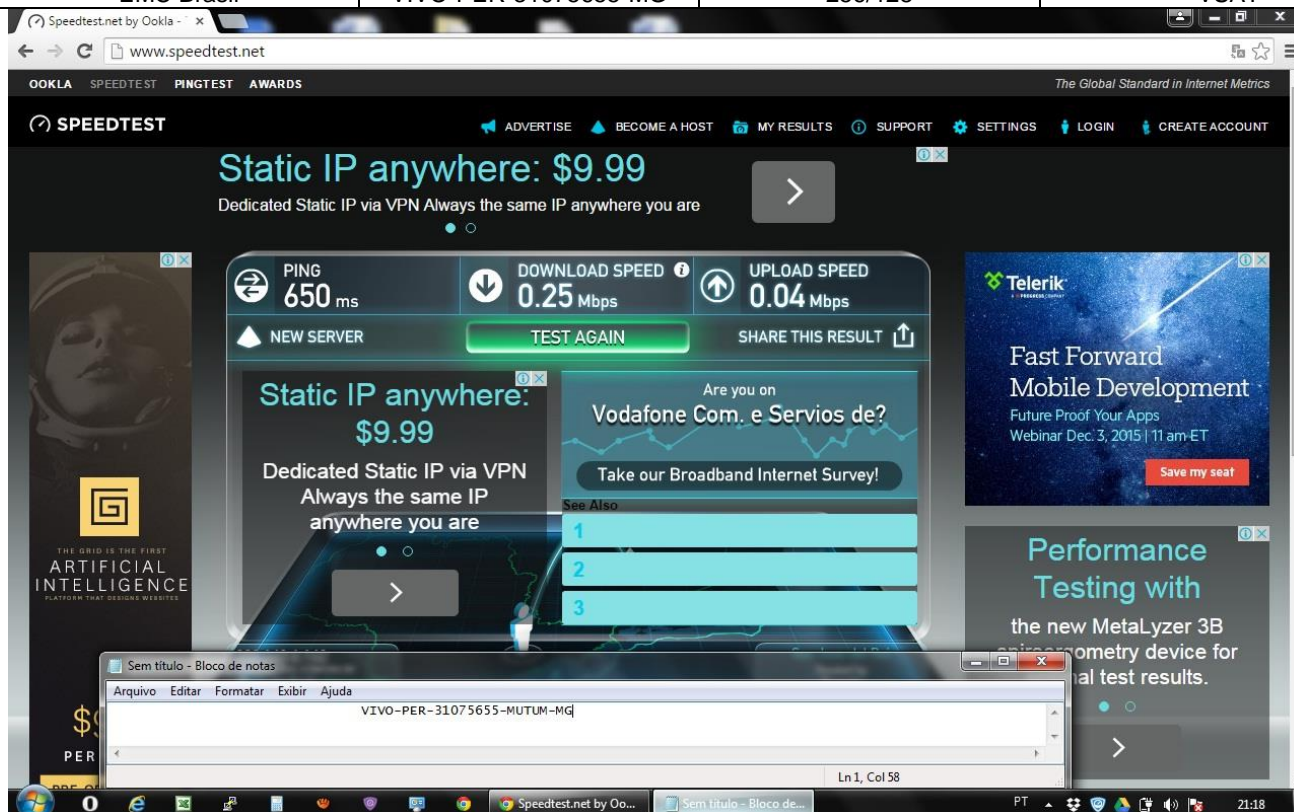 Speedtest.net by Ookla -
www.speedtest.net
OOKLA SPEEDTEST PINGTEST AWARDS
The Global Standard in Internet Metrics
SPEEDTEST
ADVERTISE BECOME A HOST MY RESULTS SUPPORT SETTINGS LOGIN CREATE ACCOUNT
Static IP anywhere: $9.99
Dedicated Static IP via VPN Always the same IP anywhere you are
PING
650 ms
DOWNLOAD SPEED
0.25 Mbps
UPLOAD SPEED
0.04 Mbps
NEW SERVER
TEST AGAIN
SHARE THIS RESULT
Static IP anywhere:
$9.99
Dedicated Static IP via VPN
Always the same IP
anywhere you are
Are you on
Vodafone Com. e Servios de?
Take our Broadband Internet Survey!
See Also
1
2
3
THE GRID IS THE FIRST
ARTIFICIAL
INTELLIGENCE
PLATFORM THAT DESIGNS WEBSITES
PER
Telerik
Fast Forward
Mobile Development
Future Proof Your Apps
Webinar Dec. 3, 2015 | 11 am ET
Save my seat
Performance
Testing with
the new MetaLyzer 3B
device for
test results.
Sem título - Bloco de notas
Arquivo Editar Formatar Exibir Ajuda
VIVO-PER-31075655-MUTUM-MG
Ln 1, Col 58
Speedtest.net by Oo...
Sem título - Bloco de...
PT
21:18